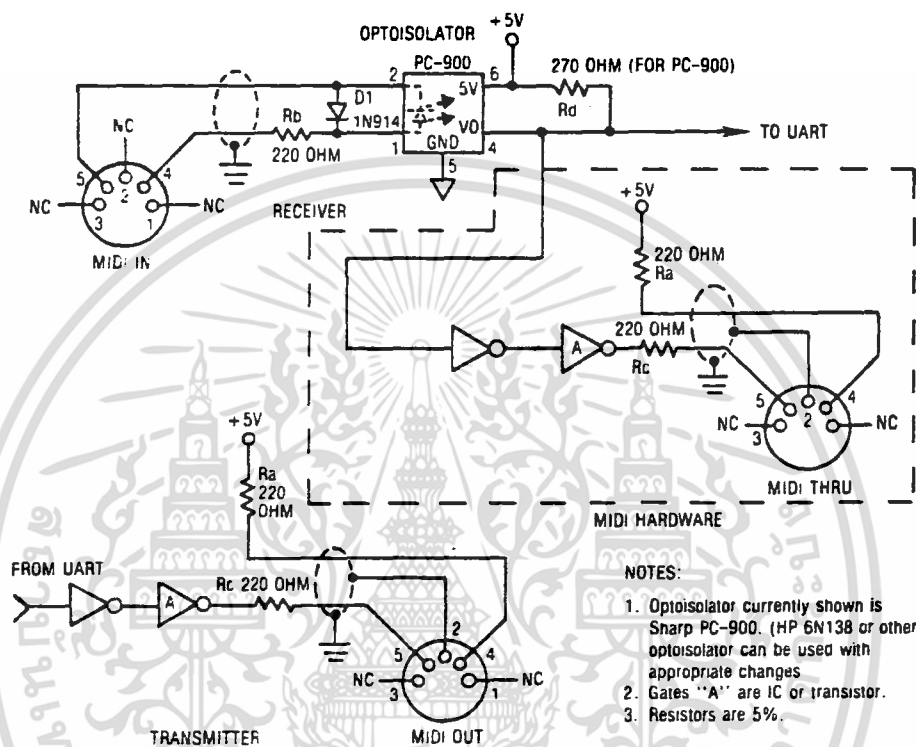 +5V
OPTOISOLATOR
PC-900
270 OHM (FOR PC-900)
2
6
5V
Rd
D1
1N914
Rb
220 OHM
1
VO
GND
4
5
TO UART
NC
5
4
2
NC
3
1
NC
MIDI IN
RECEIVER
+5V
220 OHM
Ra
220 OHM
A
Rc
5
4
2
NC
3
NC
MIDI THRU
MIDI HARDWARE
+5V
Ra
220
OHM
FROM UART
A
Rc 220 OHM
2
5
4
NC
3
1
NC
TRANSMITTER
MIDI OUT
NOTES:
1. Optoisolator currently shown is
Sharp PC-900. (HP 6N138 or other
optoisolator can be used with
appropriate changes
2. Gates "A" are IC or transistor.
3. Resistors are 5%.